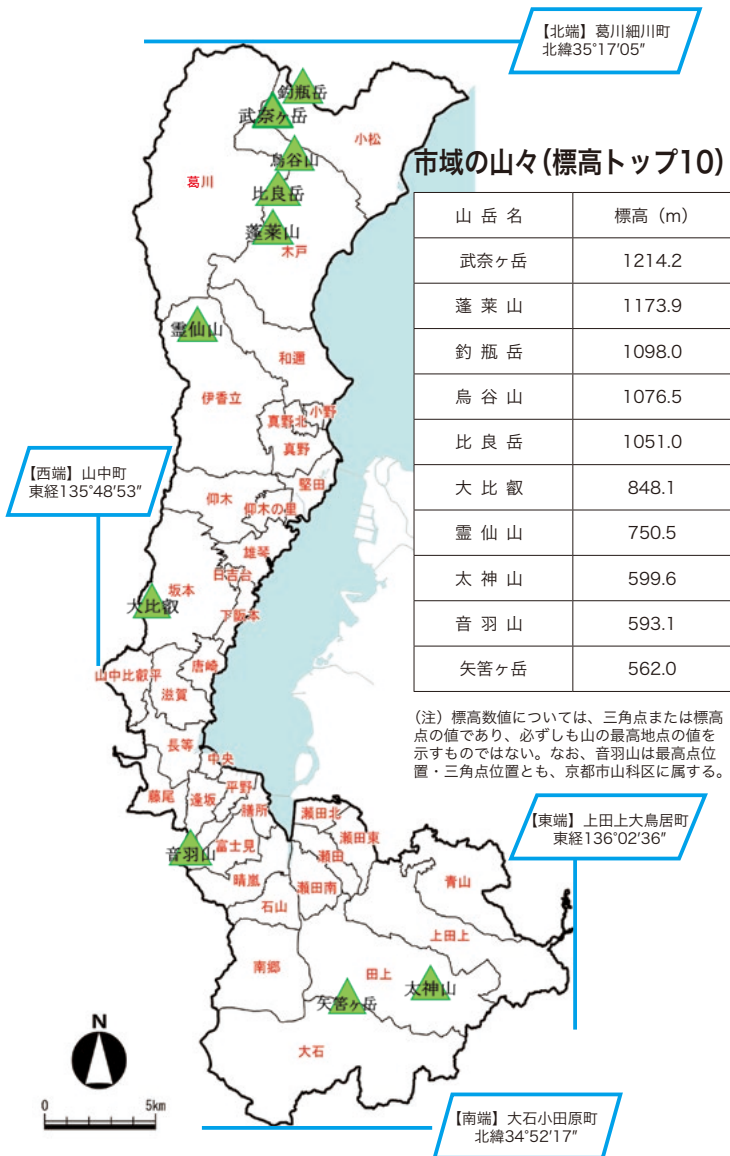 【北端】葛川細川町
北緯35°17′05″
釣瓶岳
武奈ヶ岳
小松
烏谷山
葛川
比良岳
蓬莱山
木戸
霊仙山
和邇
伊香立
小野
真野北
真野
堅田
仰木
仰木の里
雄琴
日吉台
坂本
大比叡
下阪本
唐崎
山中比叡平
滋賀
長等
中央
藤尾
逢坂
平野
膳所
音羽山
富士見
晴嵐
石山
瀬田北
瀬田東
瀬田
瀬田南
青山
上田上
南郷
田上
太神山
矢筈ヶ岳
大石
【西端】山中町
東経135°48′53″
市域の山々(標高トップ10)
山岳名 標高（m）
武奈ヶ岳 1214.2
蓬莱山 1173.9
釣瓶岳 1098.0
烏谷山 1076.5
比良岳 1051.0
大比叡 848.1
霊仙山 750.5
太神山 599.6
音羽山 593.1
矢筈ヶ岳 562.0
(注）標高数値については、三角点または標高
点の値であり、必ずしも山の最高地点の値を
示すものではない。なお、音羽山は最高点位
置・三角点位置とも、京都市山科区に属する。
【東端】上田上大鳥居町
東経136°02′36″
N
0 5km
【南端】大石小田原町
北緯34°52′17″